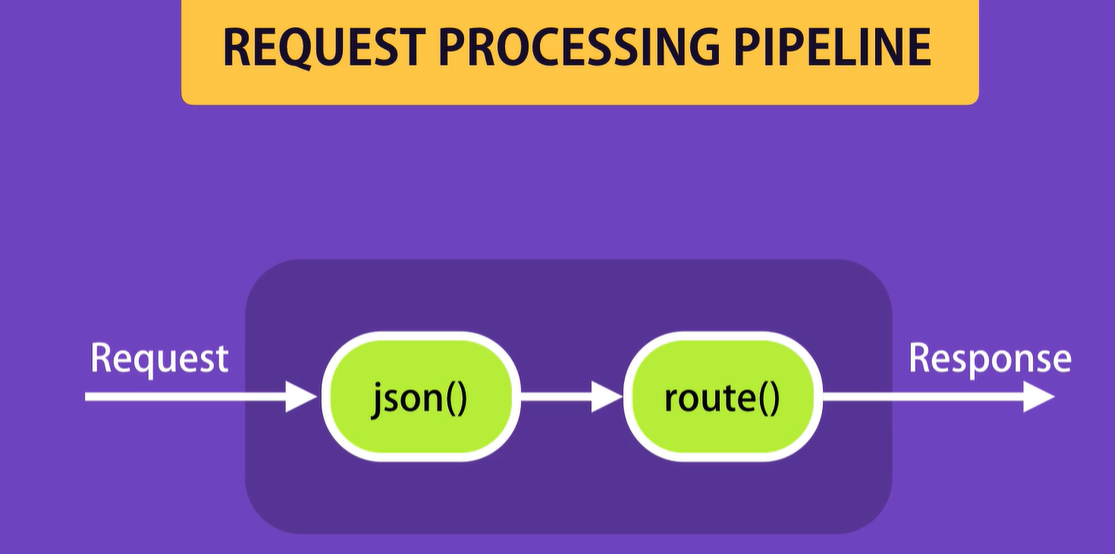 REQUEST PROCESSING PIPELINE
Request
json()
route()
Response